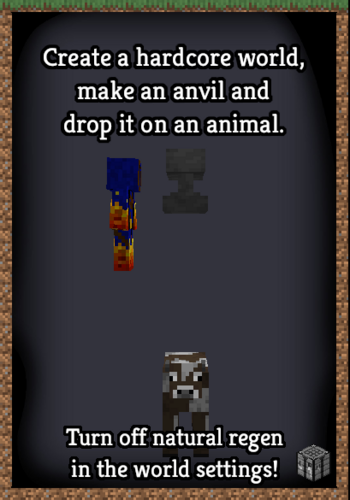 Create a hardcore world,
make an anvil and
drop it on an animal.
Turn off natural regen
in the world settings!